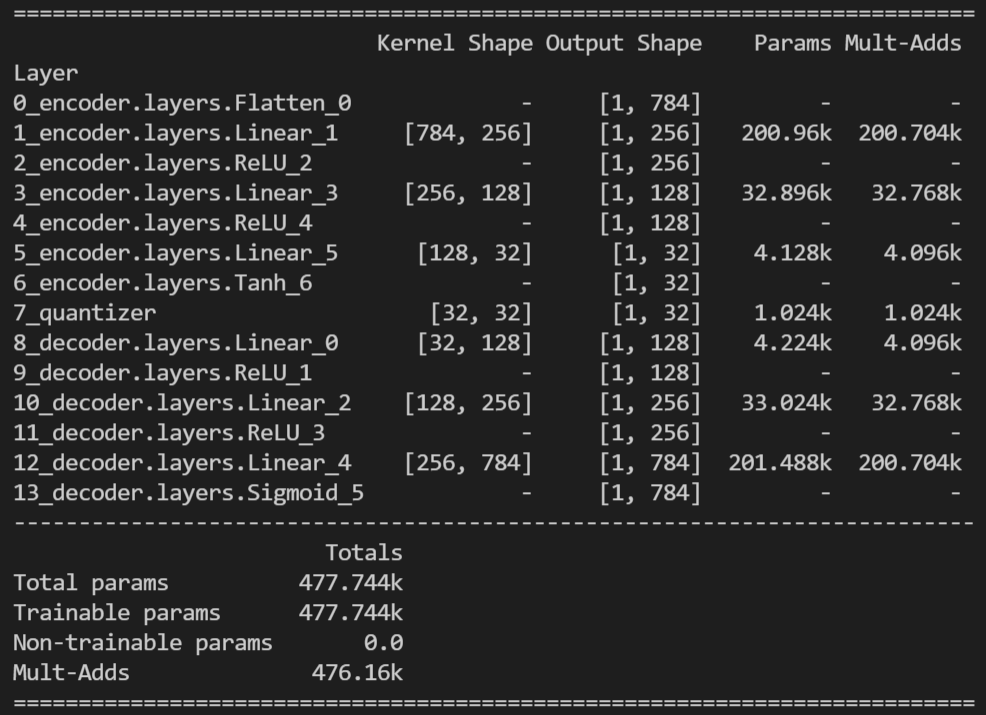 ==========================================================================
                            Kernel Shape Output Shape    Params Mult-Adds
Layer
0_encoder.layers.Flatten_0             -     [1, 784]         -         -
1_encoder.layers.Linear_1     [784, 256]     [1, 256]   200.96k  200.704k
2_encoder.layers.ReLU_2                -     [1, 256]         -         -
3_encoder.layers.Linear_3     [256, 128]     [1, 128]   32.896k   32.768k
4_encoder.layers.ReLU_4                -     [1, 128]         -         -
5_encoder.layers.Linear_5      [128, 32]      [1, 32]    4.128k    4.096k
6_encoder.layers.Tanh_6                -      [1, 32]         -         -
7_quantizer                     [32, 32]      [1, 32]    1.024k    1.024k
8_decoder.layers.Linear_0      [32, 128]     [1, 128]    4.224k    4.096k
9_decoder.layers.ReLU_1                -     [1, 128]         -         -
10_decoder.layers.Linear_2    [128, 256]     [1, 256]   33.024k   32.768k
11_decoder.layers.ReLU_3               -     [1, 256]         -         -
12_decoder.layers.Linear_4    [256, 784]     [1, 784]  201.488k  200.704k
13_decoder.layers.Sigmoid_5            -     [1, 784]         -         -
--------------------------------------------------------------------------
                        Totals
Total params          477.744k
Trainable params      477.744k
Non-trainable params       0.0
Mult-Adds              476.16k
==========================================================================